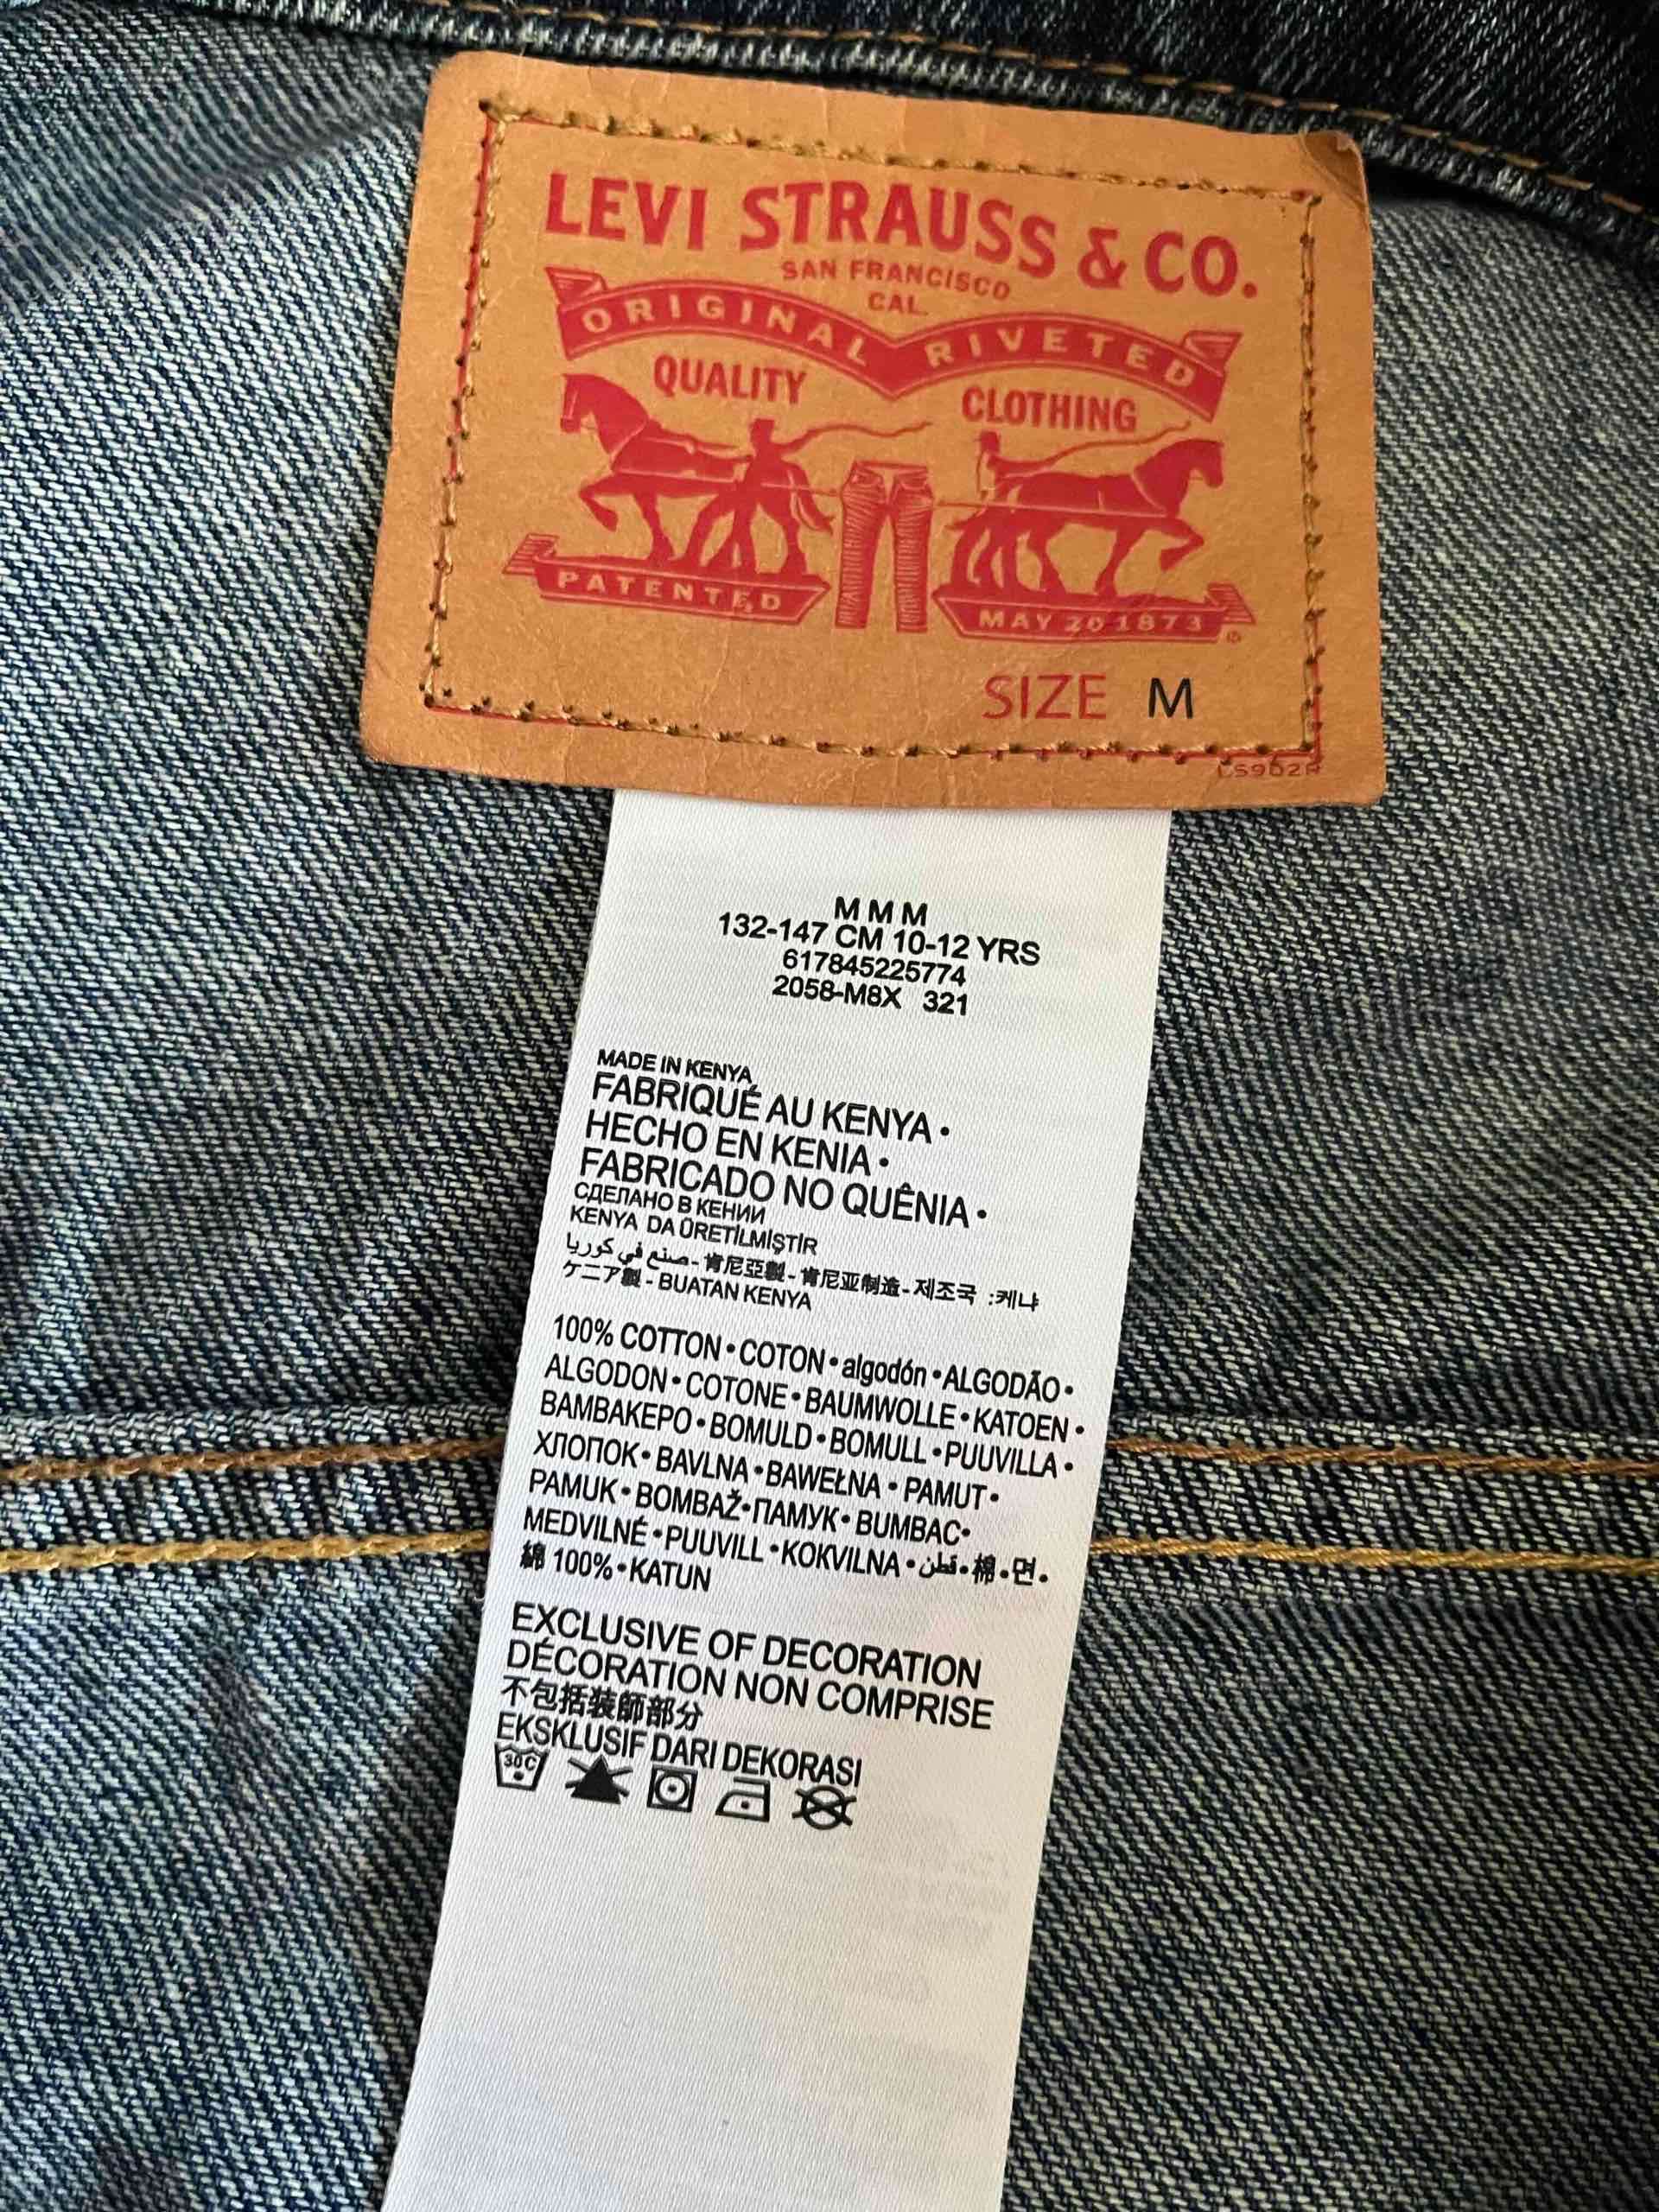 LEVI STRAUSS & CO.
SAN FRANCISCO
CAL.
ORIGINAL RIVETED
QUALITY CLOTHING
PATENTED MAY 20 1873 ®
SIZE M
M M M
132-147 CM 10-12 YRS
617845225774
2058-M8X 321
MADE IN KENYA
FABRIQUÉ AU KENYA •
HECHO EN KENIA •
FABRICADO NO QUÊNIA •
СДЕЛАНО В КЕНИИ
KENYA DA ÜRETİLMİŞTİR
صنع في كوريا - 肯尼亞製 - 肯尼亚制造 - 제조국 :케냐
ケニア製 - BUATAN KENYA
100% COTTON • COTON • algodón • ALGODÃO •
ALGODON • COTONE • BAUMWOLLE • KATOEN •
BAMBAKEPO • BOMULD • BOMULL • PUUVILLA •
ХЛОПОК • BAVLNA • BAWEŁNA • PAMUT •
PAMUK • BOMBAŽ • ПАМУК • BUMBAC •
MEDVILNÉ • PUUVILL • KOKVILNA • قطن • 棉 • 면 •
綿 100% • KATUN
EXCLUSIVE OF DECORATION
DÉCORATION NON COMPRISE
不包括装師部分
EKSKLUSIF DARI DEKORASI
30C